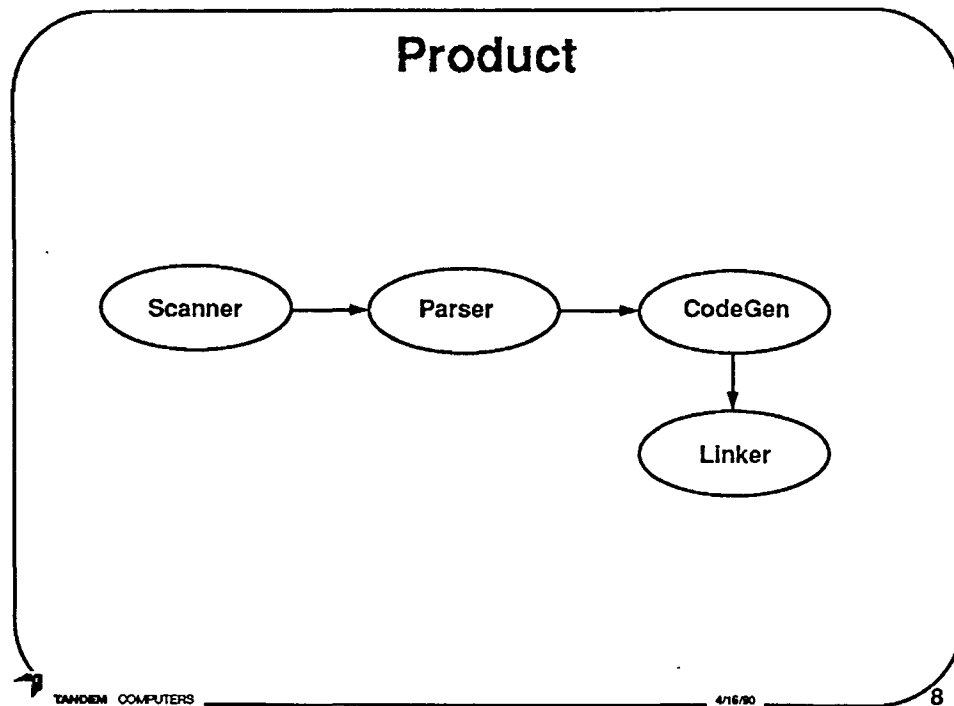 Product
Scanner
Parser
CodeGen
Linker
TANDEM COMPUTERS
4/16/90
8